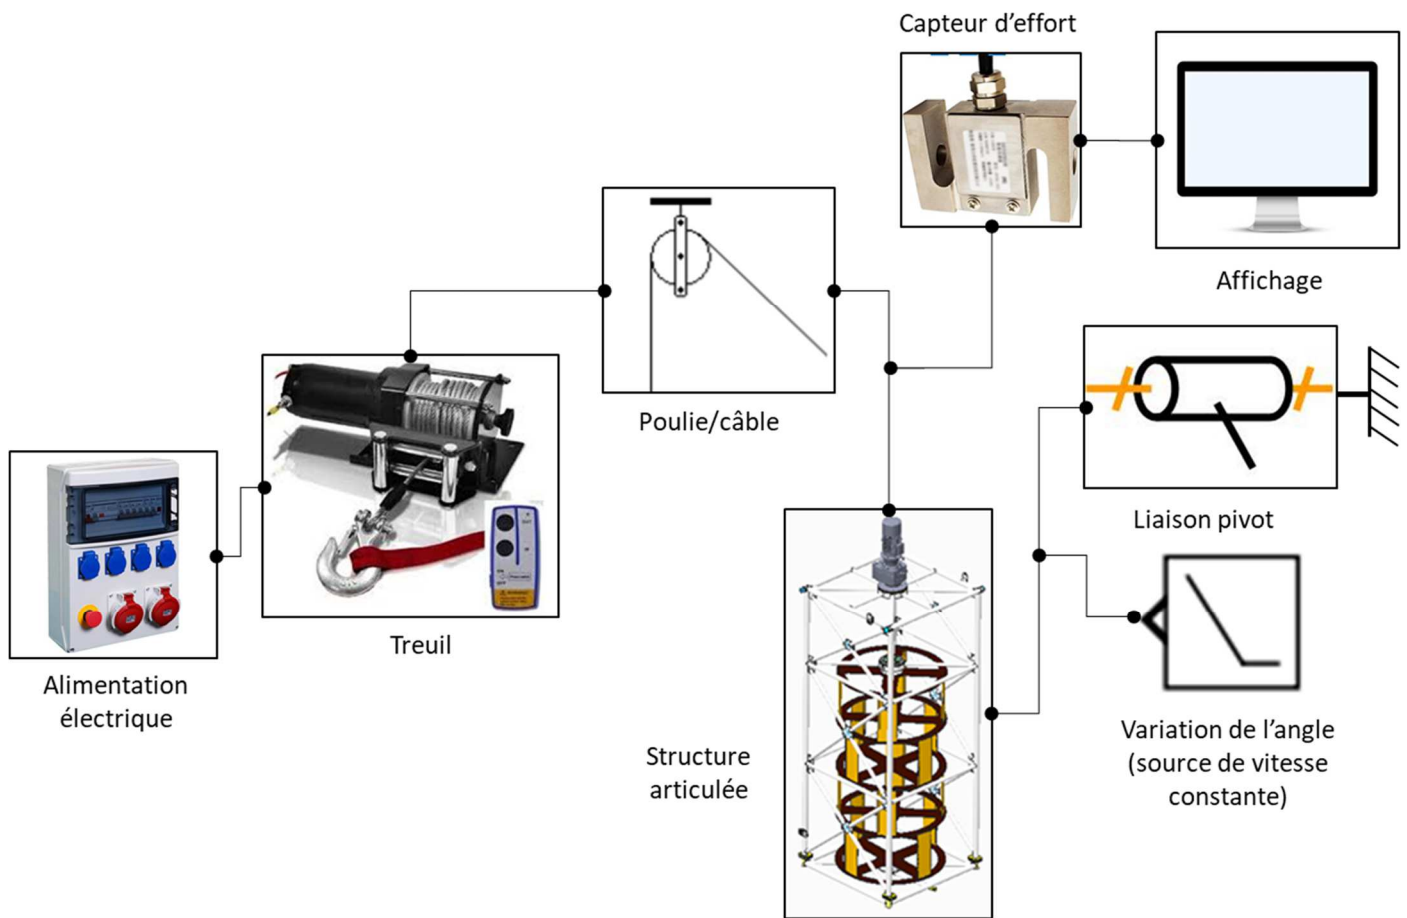 Capteur d’effort
Affichage
Poulie/câble
Liaison pivot
Treuil
Alimentation
électrique
Structure
articulée
Variation de l’angle
(source de vitesse
constante)